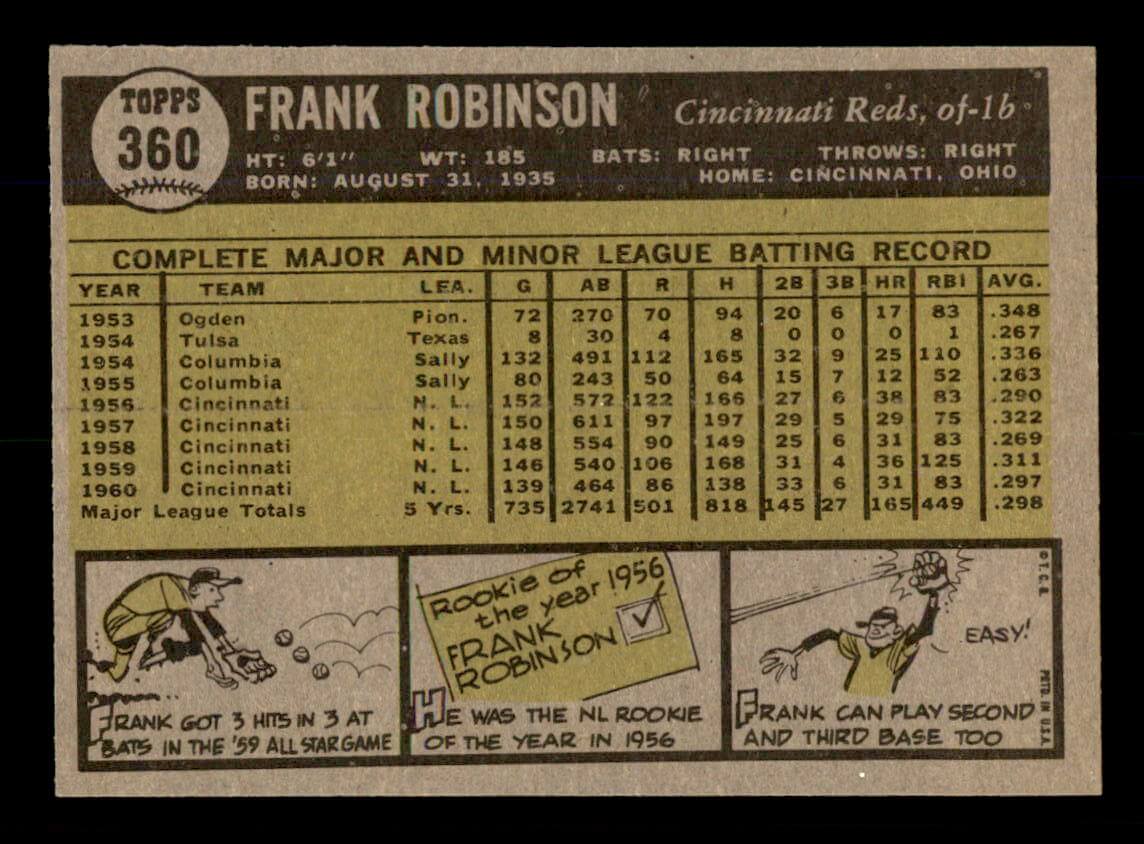 TOPPS
360
FRANK ROBINSON
Cincinnati Reds, of-1b
HT: 6'1" WT: 185 BATS: RIGHT THROWS: RIGHT
BORN: AUGUST 31, 1935 HOME: CINCINNATI, OHIO
COMPLETE MAJOR AND MINOR LEAGUE BATTING RECORD
YEAR TEAM LEA. G AB R H 2B 3B HR RBI AVG.
1953 Ogden Pion. 72 270 70 94 20 6 17 83 .348
1954 Tulsa Texas 8 30 4 8 0 0 0 1 .267
1954 Columbia Sally 132 491 112 165 32 9 25 110 .336
1955 Columbia Sally 80 243 50 64 15 7 12 52 .263
1956 Cincinnati N. L. 152 572 122 166 27 6 38 83 .290
1957 Cincinnati N. L. 150 611 97 197 29 5 29 75 .322
1958 Cincinnati N. L. 148 554 90 149 25 6 31 83 .269
1959 Cincinnati N. L. 146 540 106 168 31 4 36 125 .311
1960 Cincinnati N. L. 139 464 86 138 33 6 31 83 .297
Major League Totals 5 Yrs. 735 2741 501 818 145 27 165 449 .298
FRANK GOT 3 HITS IN 3 AT
BATS IN THE '59 ALL STAR GAME
ROOKIE OF
the year 1956
FRANK
ROBINSON
HE WAS THE NL ROOKIE
OF THE YEAR IN 1956
EASY!
FRANK CAN PLAY SECOND
AND THIRD BASE TOO
© T.C.G.
PRTD. IN U.S.A.